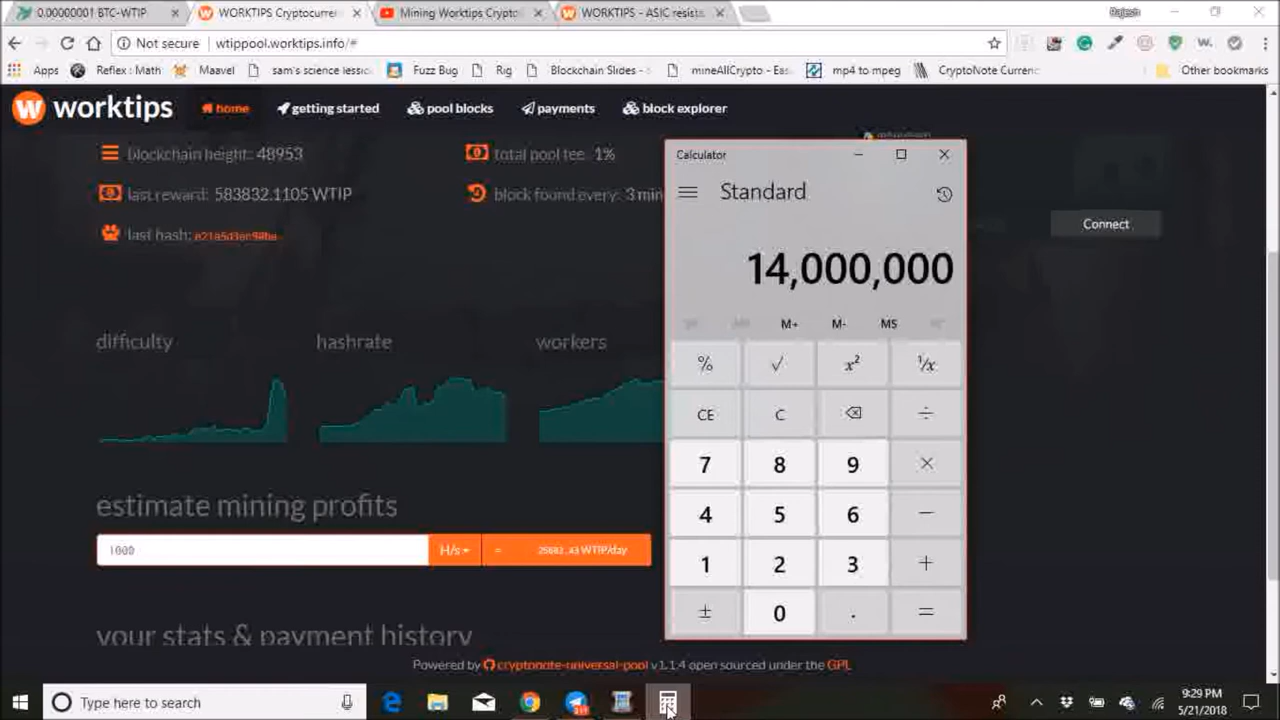 0.00000001 BTC-WTIP
WORKTIPS Cryptocurre
Mining Worktips Crypto
WORKTIPS - ASIC resista
Rajesh
Not secure
wtippool.worktips.info/#
Apps
Reflex : Math
Maavel
sam's science lessio
Fuzz Bug
Rig
Blockchain Slides -
mineAllCrypto - Eas
mp4 to mpeg
CryptoNote Currenc
Other bookmarks
worktips
home
getting started
pool blocks
payments
block explorer
blockchain height: 48953
total pool fee: 1%
last reward: 583832.1105 WTIP
block found every: 3 min
last hash:
Connect
Calculator
Standard
14,000,000
M+ M- MS
% √ x² ¹/x
CE C ÷
7 8 9 ×
4 5 6 −
1 2 3 +
± 0 . =
difficulty
hashrate
workers
estimate mining profits
1000
H/s
=
WTIP/day
your stats & payment history
Powered by cryptonote-universal-pool v1.1.4 open sourced under the GPL
Type here to search
9:29 PM
5/21/2018